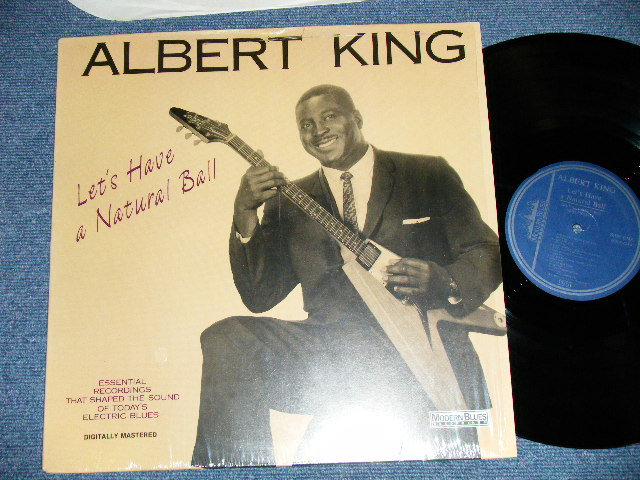 ALBERT KING
Let's Have
a Natural Ball
ESSENTIAL
RECORDINGS
THAT SHAPED THE SOUND
OF TODAY'S
ELECTRIC BLUES
DIGITALLY MASTERED
MODERN BLUES
RECORDINGS
ALBERT KING
Let's Have
a Natural Ball